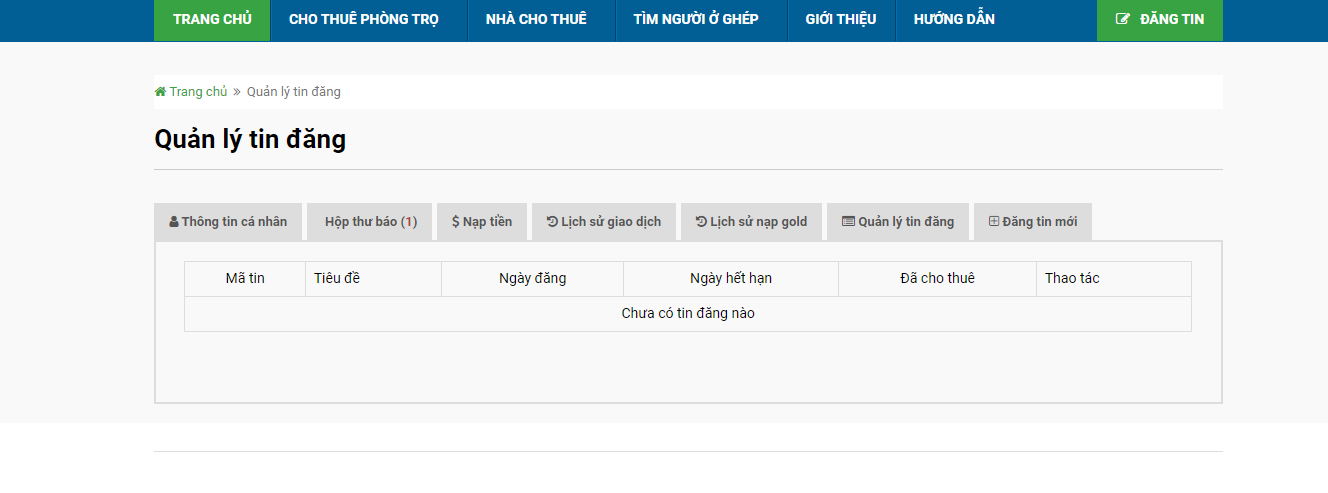 TRANG CHỦ CHO THUÊ PHÒNG TRỌ NHÀ CHO THUÊ TÌM NGƯỜI Ở GHÉP GIỚI THIỆU HƯỚNG DẪN ĐĂNG TIN
Trang chủ » Quản lý tin đăng
Quản lý tin đăng
Thông tin cá nhân Hộp thư báo (1) $ Nạp tiền Lịch sử giao dịch Lịch sử nạp gold Quản lý tin đăng Đăng tin mới
Mã tin Tiêu đề Ngày đăng Ngày hết hạn Đã cho thuê Thao tác
Chưa có tin đăng nào